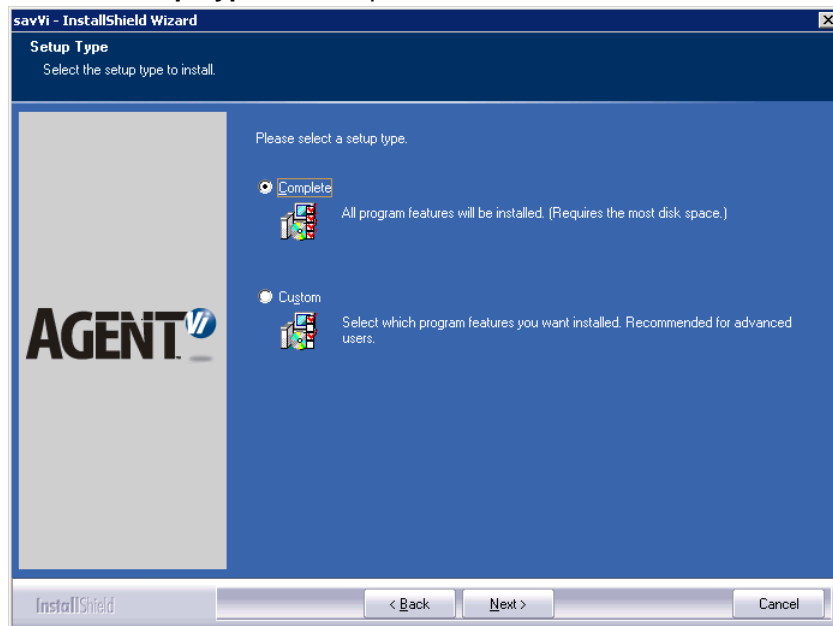 savVi - InstallShield Wizard
Setup Type
Select the setup type to install.
Please select a setup type.
Complete
All program features will be installed. (Requires the most disk space.)
Custom
Select which program features you want installed. Recommended for advanced
users.
AGENT Vi
InstallShield
< Back
Next >
Cancel